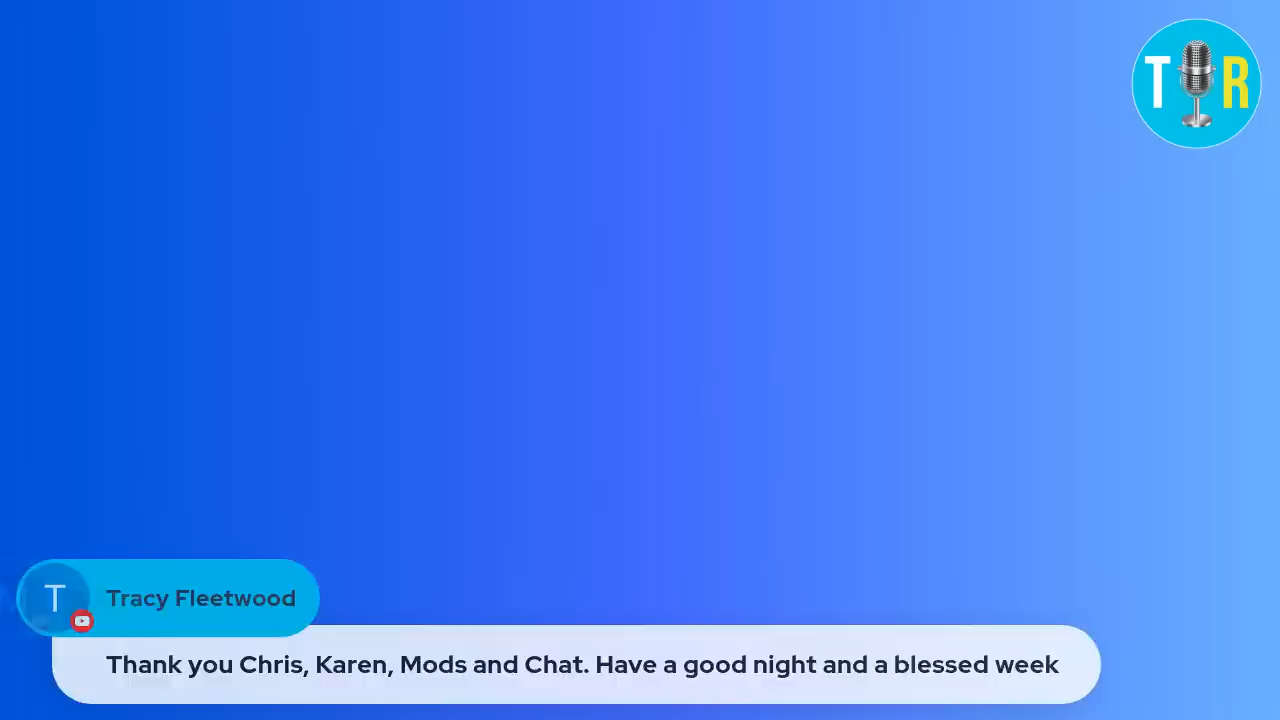 T R
T Tracy Fleetwood
Thank you Chris, Karen, Mods and Chat. Have a good night and a blessed week